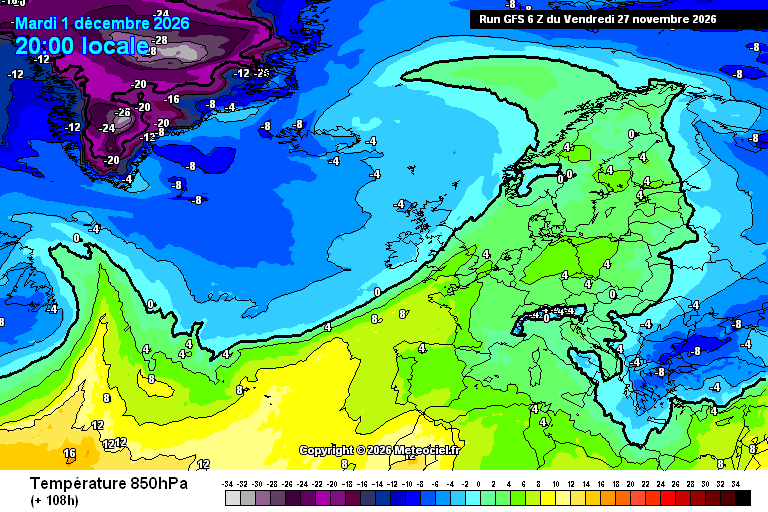 Mardi 1 décembre 2026
20:00 locale
Run GFS 6 Z du Vendredi 27 novembre 2026
Copyright © 2026 Meteociel.fr
Température 850hPa
(+ 108h)
-34 -32 -30 -28 -26 -24 -22 -20 -18 -16 -14 -12 -10 -8 -6 -4 -2 0 2 4 6 8 10 12 14 16 18 20 22 24 26 28 30 32 34